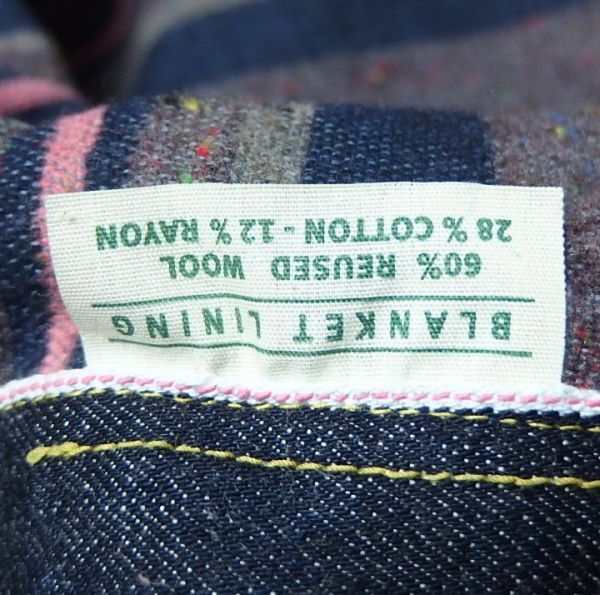 BLANKET LINING
60% REUSED WOOL
28% COTTON - 12% RAYON